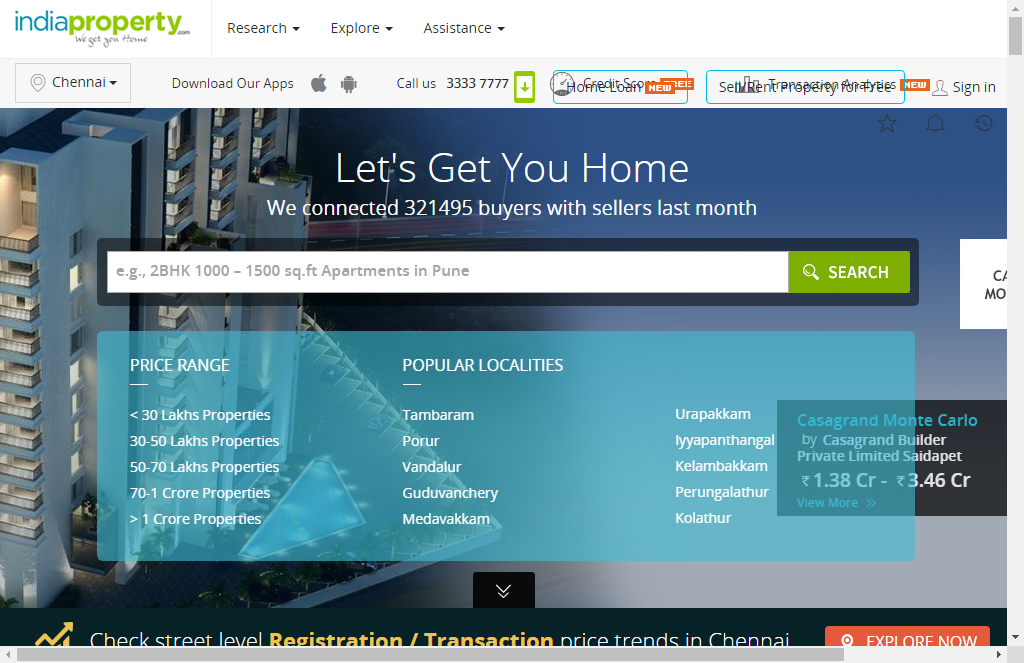 indiaproperty.com
We get you Home
Research
Explore
Assistance
Chennai
Download Our Apps
Call us 3333 7777
Credit Score FREE
Home Loan NEW
Transaction Analytics NEW
Sell/Rent Property for Free
Sign in
Let's Get You Home
We connected 321495 buyers with sellers last month
e.g., 2BHK 1000 – 1500 sq.ft Apartments in Pune
SEARCH
CA
MO
PRICE RANGE
< 30 Lakhs Properties
30-50 Lakhs Properties
50-70 Lakhs Properties
70-1 Crore Properties
> 1 Crore Properties
POPULAR LOCALITIES
Tambaram
Porur
Vandalur
Guduvanchery
Medavakkam
Urapakkam
Iyyapanthangal
Kelambakkam
Perungalathur
Kolathur
Casagrand Monte Carlo
by Casagrand Builder
Private Limited Saidapet
₹ 1.38 Cr - ₹ 3.46 Cr
View More »
Check street level Registration / Transaction price trends in Chennai
EXPLORE NOW